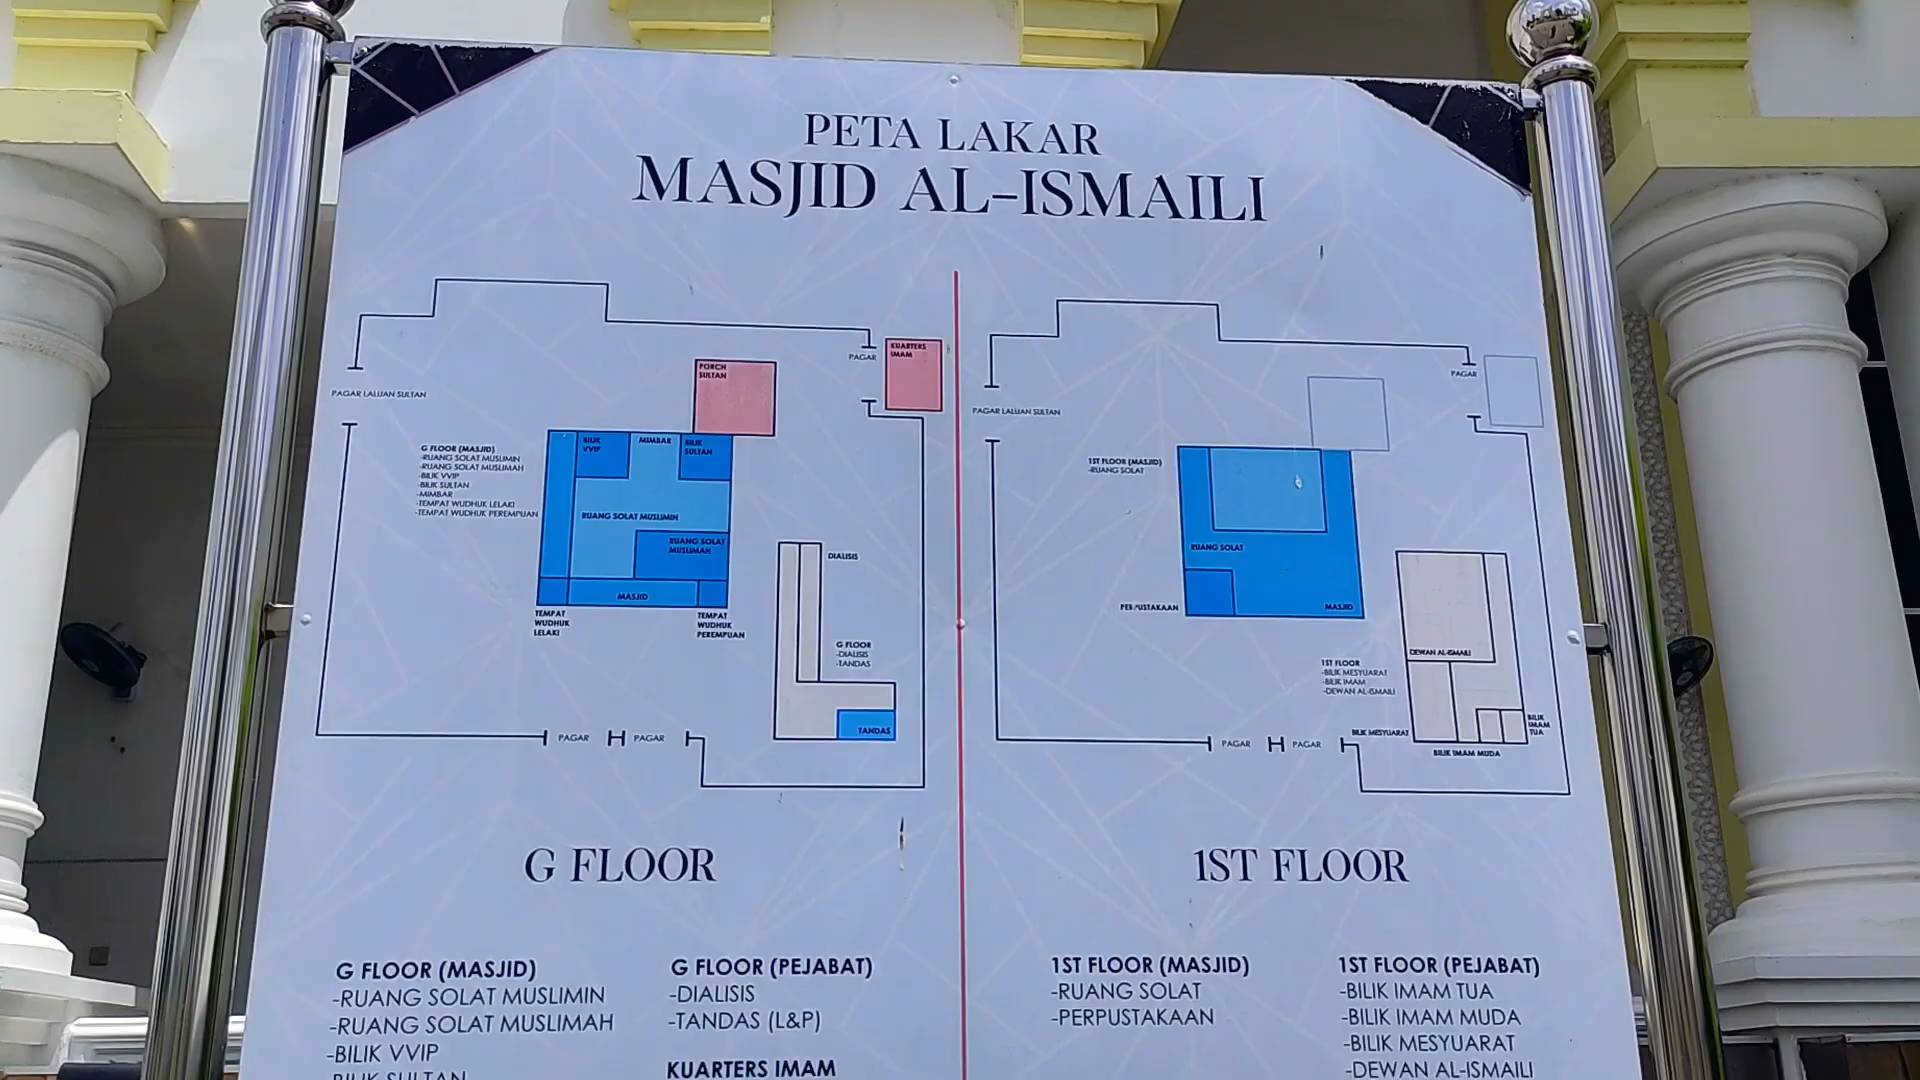 PETA LAKAR
MASJID AL-ISMAILI
PAGAR
KUARTERS
IMAM
PORCH
SULTAN
PAGAR LALUAN SULTAN
G FLOOR (MASJID)
-RUANG SOLAT MUSLIMIN
-RUANG SOLAT MUSLIMAH
-BILIK VVIP
-BILIK SULTAN
-MIMBAR
-TEMPAT WUDHUK LELAKI
-TEMPAT WUDHUK PEREMPUAN
BILIK
VVIP
MIMBAR
BILIK
SULTAN
RUANG SOLAT MUSLIMIN
RUANG SOLAT
MUSLIMAH
MASJID
TEMPAT
WUDHUK
LELAKI
TEMPAT
WUDHUK
PEREMPUAN
DIALISIS
G FLOOR
-DIALISIS
-TANDAS
TANDAS
PAGAR
PAGAR
PAGAR
PAGAR LALUAN SULTAN
1ST FLOOR (MASJID)
-RUANG SOLAT
RUANG SOLAT
PERPUSTAKAAN
MASJID
DEWAN AL-ISMAILI
1ST FLOOR
-BILIK MESYUARAT
-BILIK IMAM
-DEWAN AL-ISMAILI
BILIK MESYUARAT
BILIK
IMAM
TUA
BILIK IMAM MUDA
PAGAR
PAGAR
G FLOOR
1ST FLOOR
G FLOOR (MASJID)
-RUANG SOLAT MUSLIMIN
-RUANG SOLAT MUSLIMAH
-BILIK VVIP
-BILIK SULTAN
G FLOOR (PEJABAT)
-DIALISIS
-TANDAS (L&P)
KUARTERS IMAM
1ST FLOOR (MASJID)
-RUANG SOLAT
-PERPUSTAKAAN
1ST FLOOR (PEJABAT)
-BILIK IMAM TUA
-BILIK IMAM MUDA
-BILIK MESYUARAT
-DEWAN AL-ISMAILI